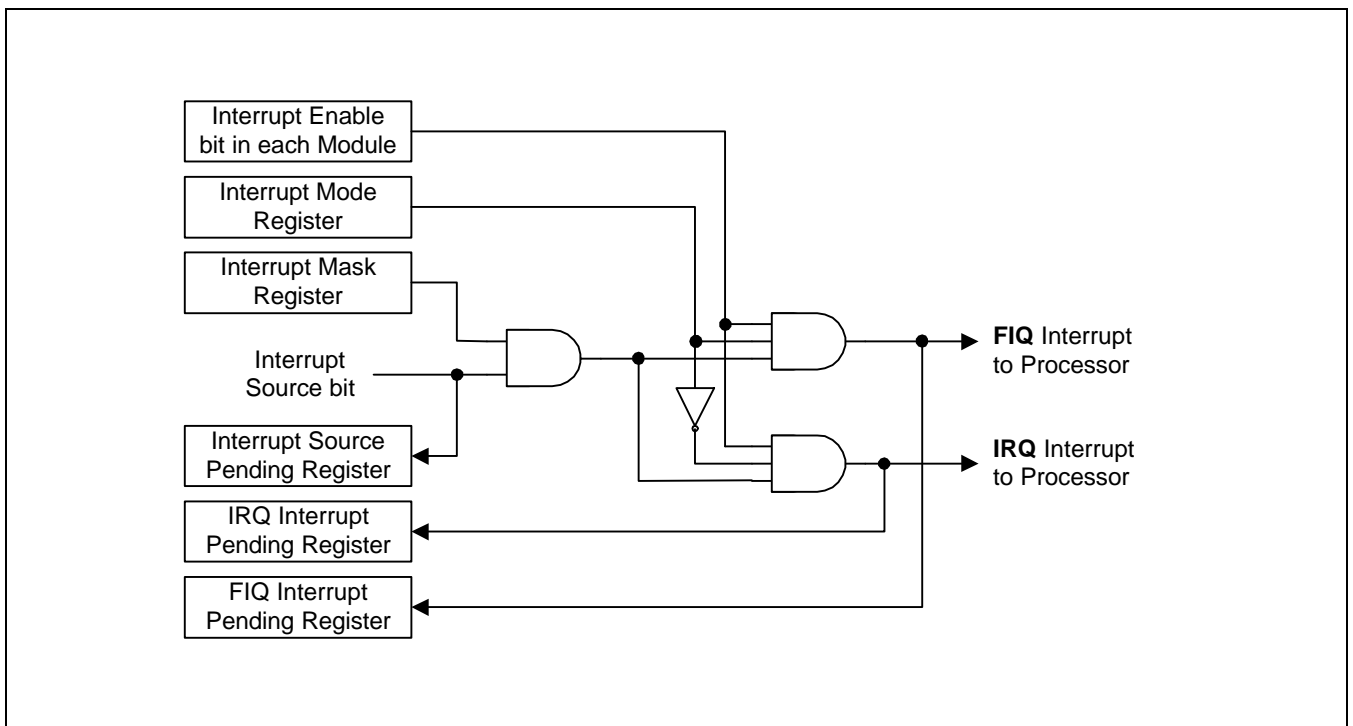 Interrupt Enable
bit in each Module
Interrupt Mode
Register
Interrupt Mask
Register
Interrupt
Source bit
Interrupt Source
Pending Register
IRQ Interrupt
Pending Register
FIQ Interrupt
Pending Register
FIQ Interrupt
to Processor
IRQ Interrupt
to Processor